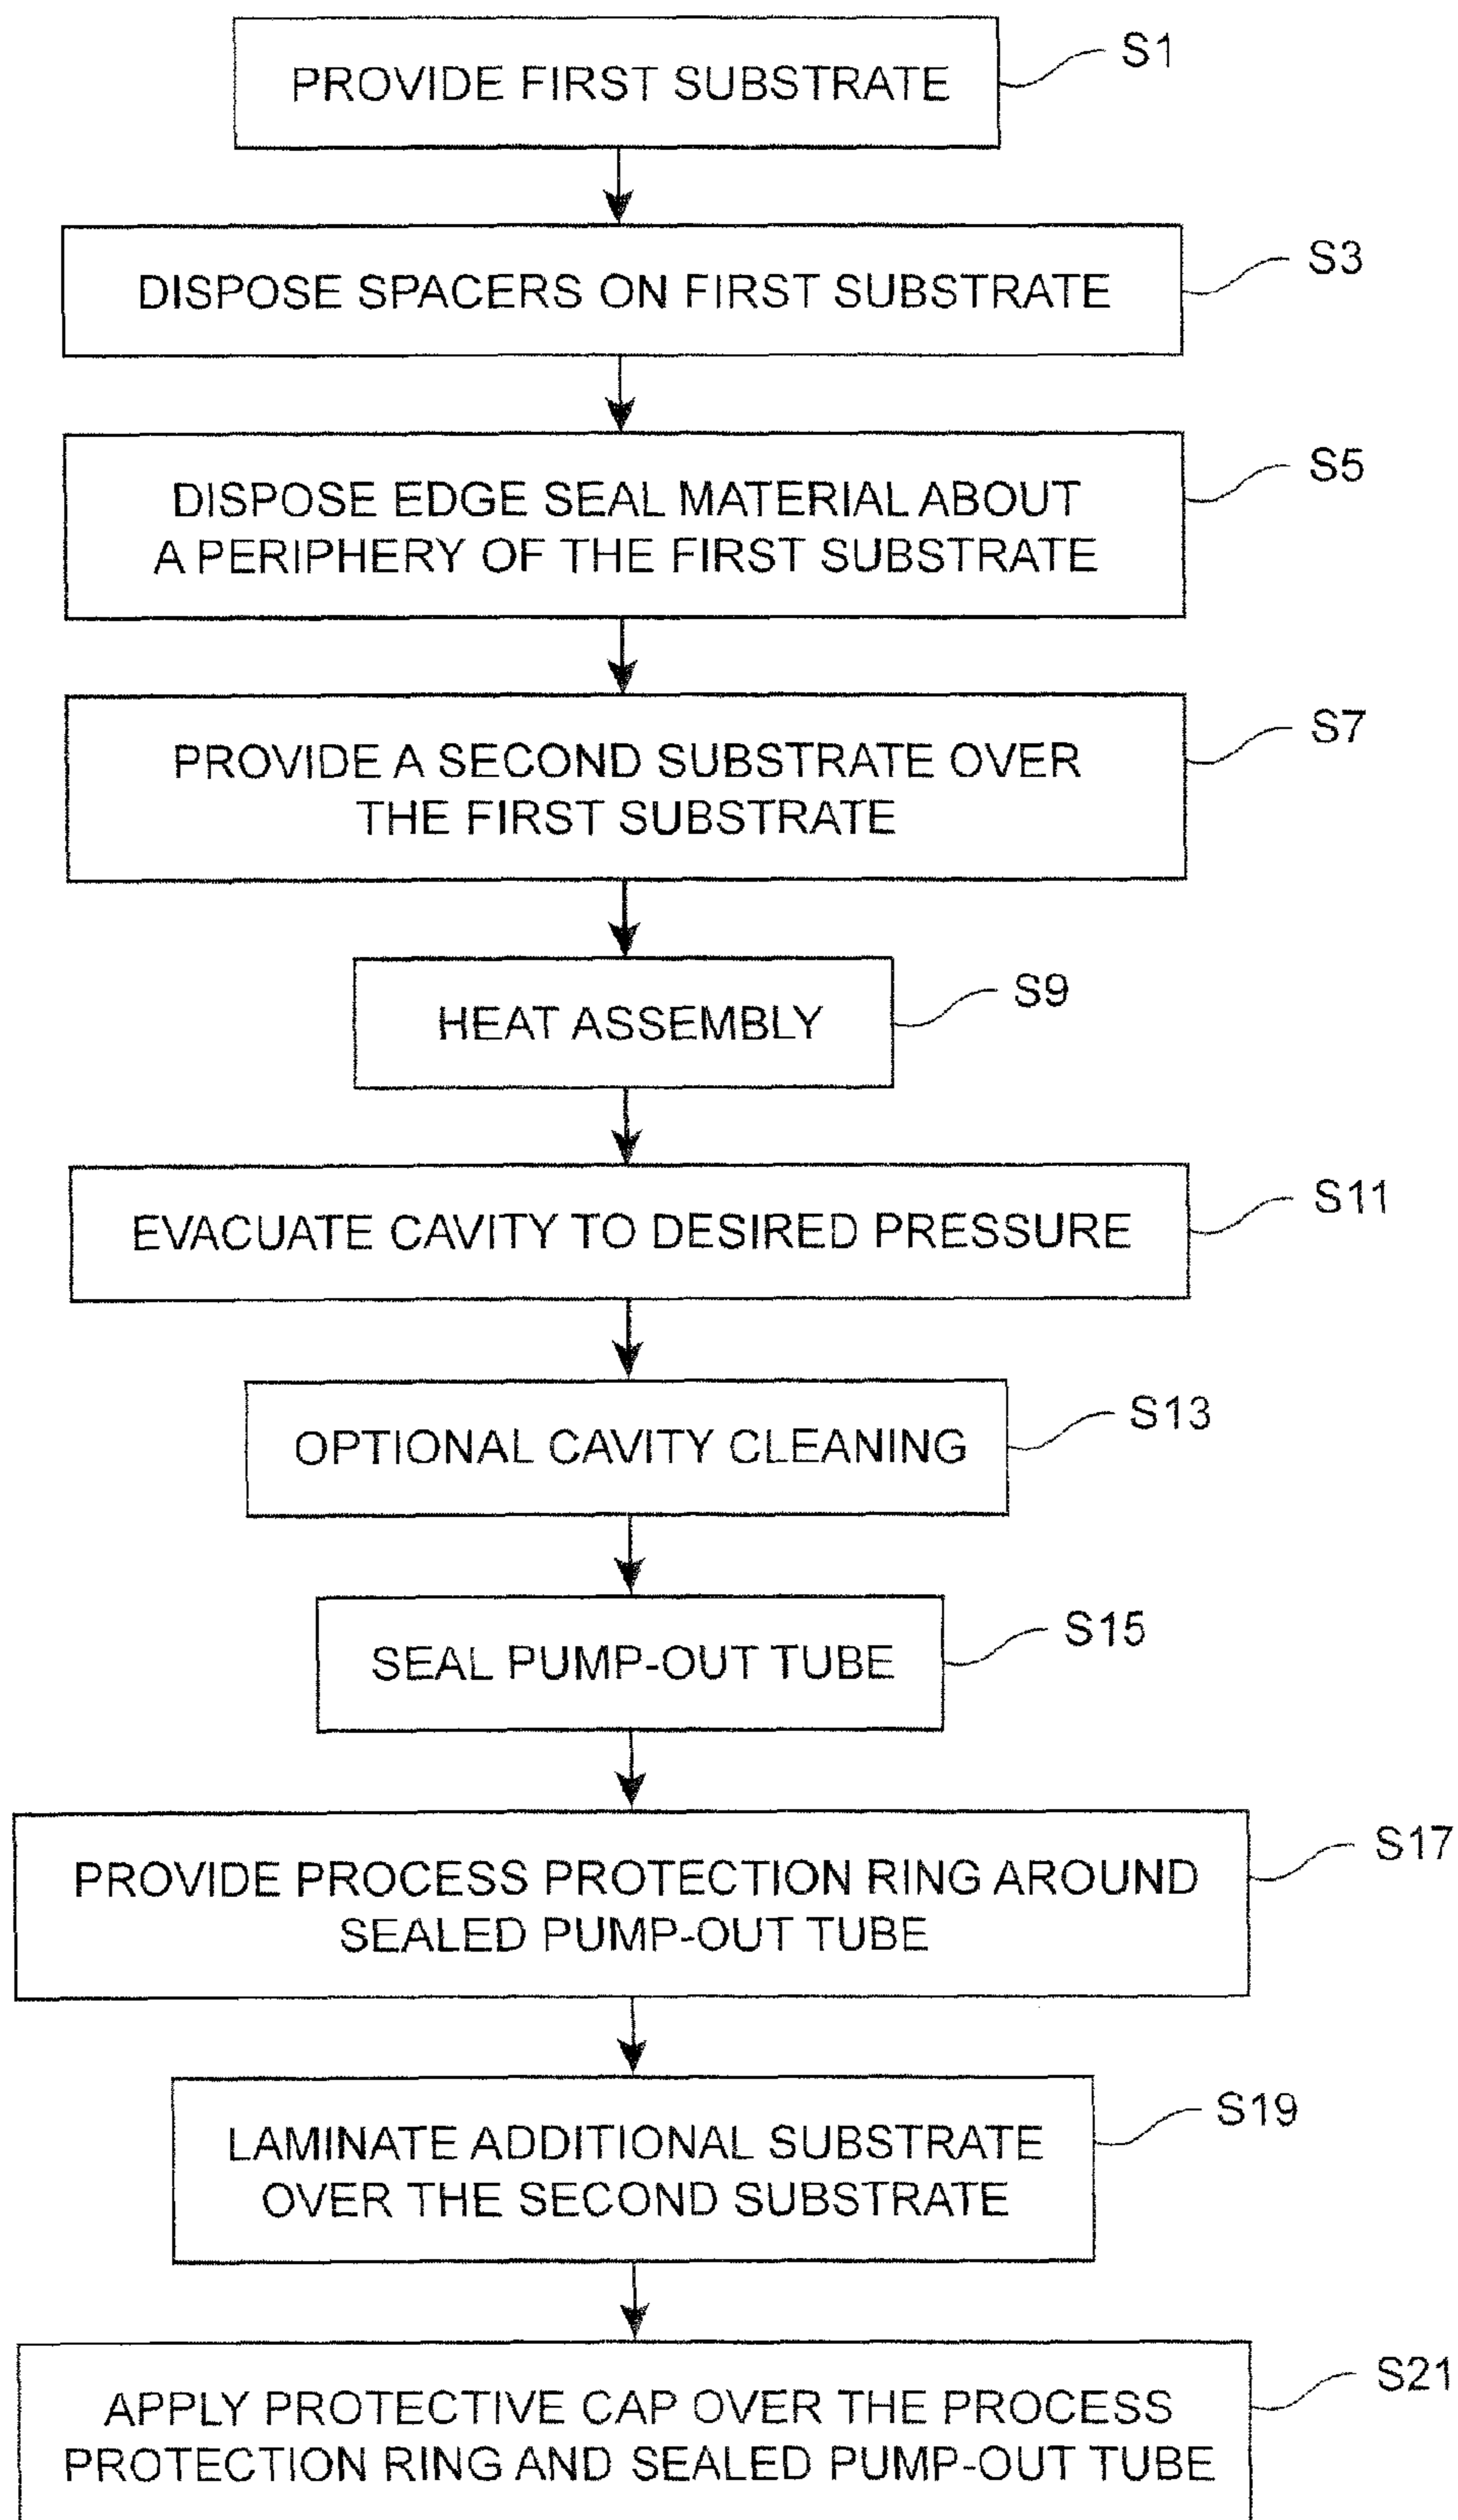 PROVIDE FIRST SUBSTRATE
S1
DISPOSE SPACERS ON FIRST SUBSTRATE
S3
DISPOSE EDGE SEAL MATERIAL ABOUT
A PERIPHERY OF THE FIRST SUBSTRATE
S5
PROVIDE A SECOND SUBSTRATE OVER
THE FIRST SUBSTRATE
S7
HEAT ASSEMBLY
S9
EVACUATE CAVITY TO DESIRED PRESSURE
S11
OPTIONAL CAVITY CLEANING
S13
SEAL PUMP-OUT TUBE
S15
PROVIDE PROCESS PROTECTION RING AROUND
SEALED PUMP-OUT TUBE
S17
LAMINATE ADDITIONAL SUBSTRATE
OVER THE SECOND SUBSTRATE
S19
APPLY PROTECTIVE CAP OVER THE PROCESS
PROTECTION RING AND SEALED PUMP-OUT TUBE
S21